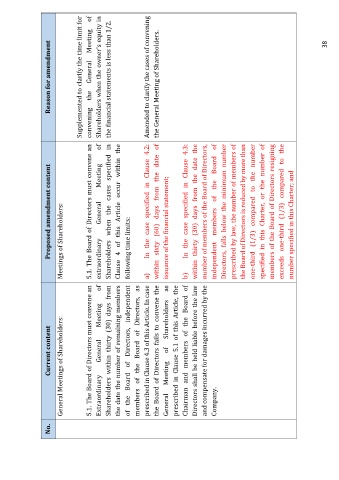 No.
Current content
Proposed amendment content
Reason for amendment
General Meetings of Shareholders:
5.1. The Board of Directors must convene an
Extraordinary General Meeting of
Shareholders within thirty (30) days from
the date the number of remaining members
of the Board of Directors, independent
members of the Board of Directors, as
prescribed in Clause 4.3 of this Article. In case
the Board of Directors fails to convene the
General Meeting of Shareholders as
prescribed in Clause 5.1 of this Article, the
Chairman and members of the Board of
Directors shall be held liable before the law
and compensate for damages incurred by the
Company.
Meetings of Shareholders:
5.1. The Board of Directors must convene an
extraordinary General Meeting of
Shareholders when the cases specified in
Clause 4 of this Article occur within the
following time limits:
a) In the case specified in Clause 4.2:
within sixty (60) days from the date of
issuance of the financial statement;
b) In the case specified in Clause 4.3:
within thirty (30) days from the date the
number of members of the Board of Directors,
independent members of the Board of
Directors, falls below the minimum number
prescribed by law, the number of members of
the Board of Directors is reduced by more than
one-third (1/3) compared to the number
specified in this Charter, or the number of
members of the Board of Directors resigning
exceeds one-third (1/3) compared to the
number specified in this Charter; and
Supplemented to clarify the time limit for
convening the General Meeting of
Shareholders when the owner's equity in
the financial statements is less than 1/2.
Amended to clarify the cases of convening
the General Meeting of Shareholders.
38